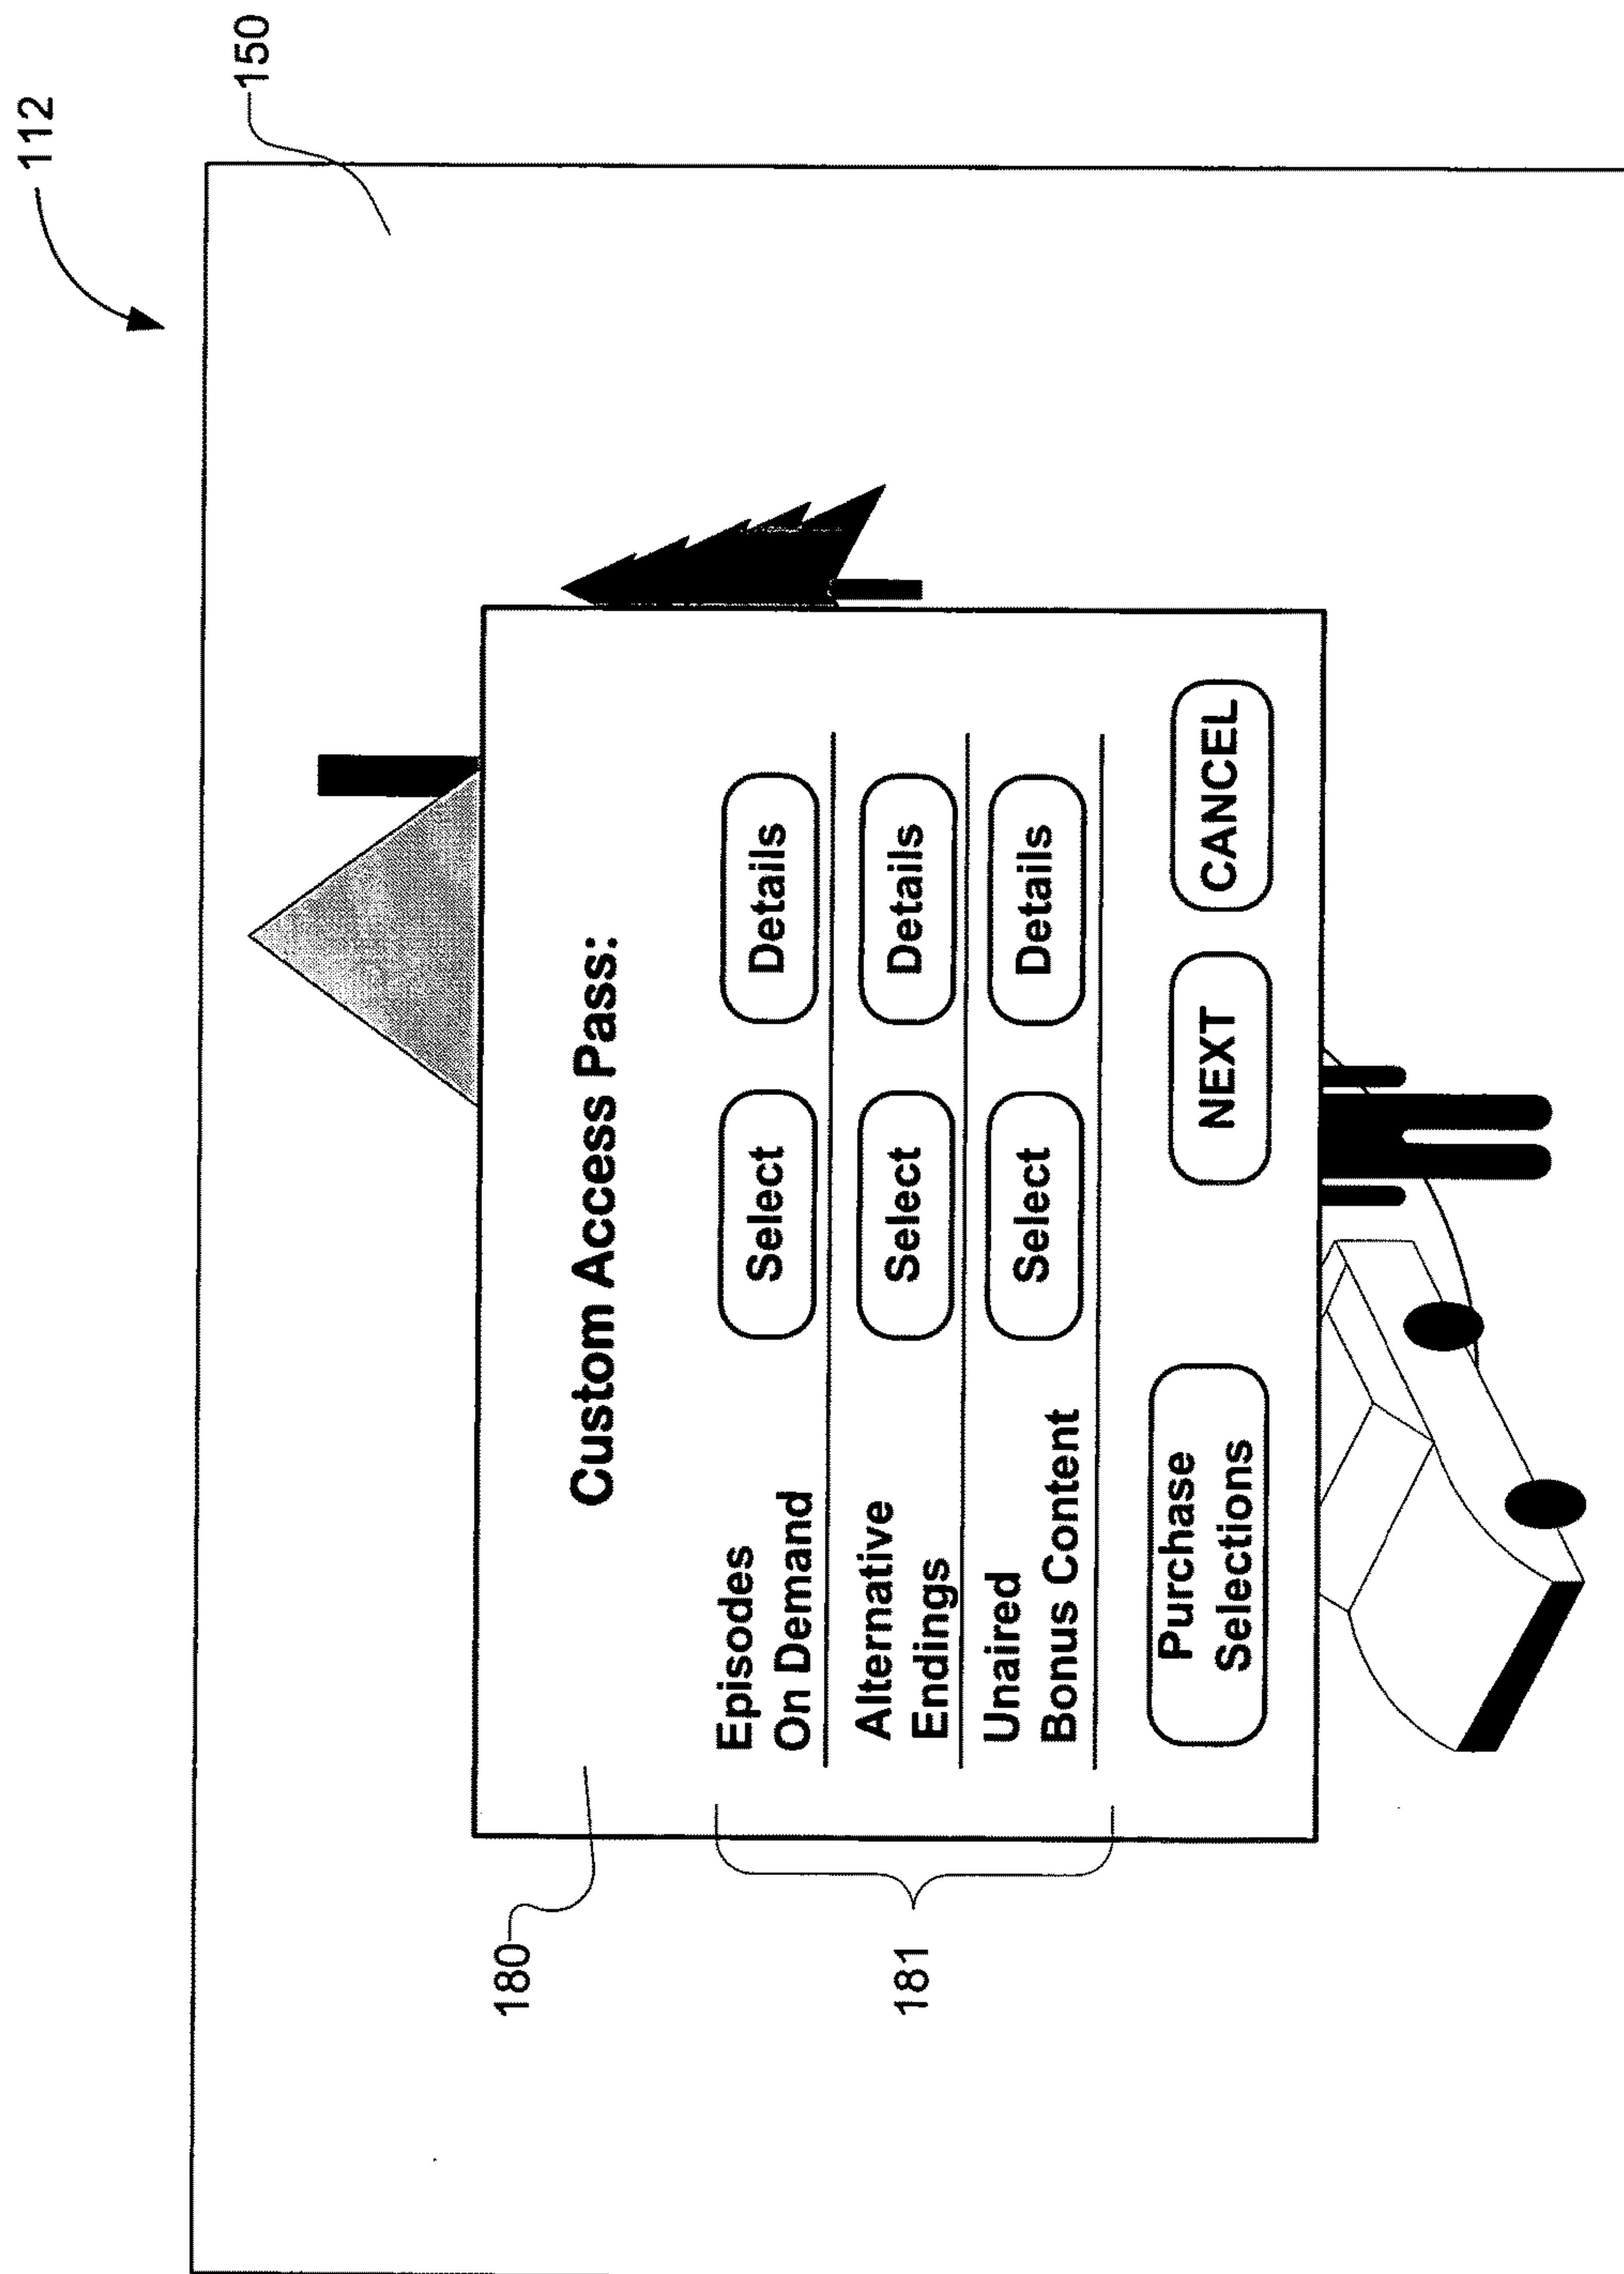 112
150
180
Custom Access Pass:
Episodes
On Demand
Select
Details
181
Alternative
Endings
Select
Details
Unaired
Bonus Content
Select
Details
Purchase
Selections
NEXT
CANCEL